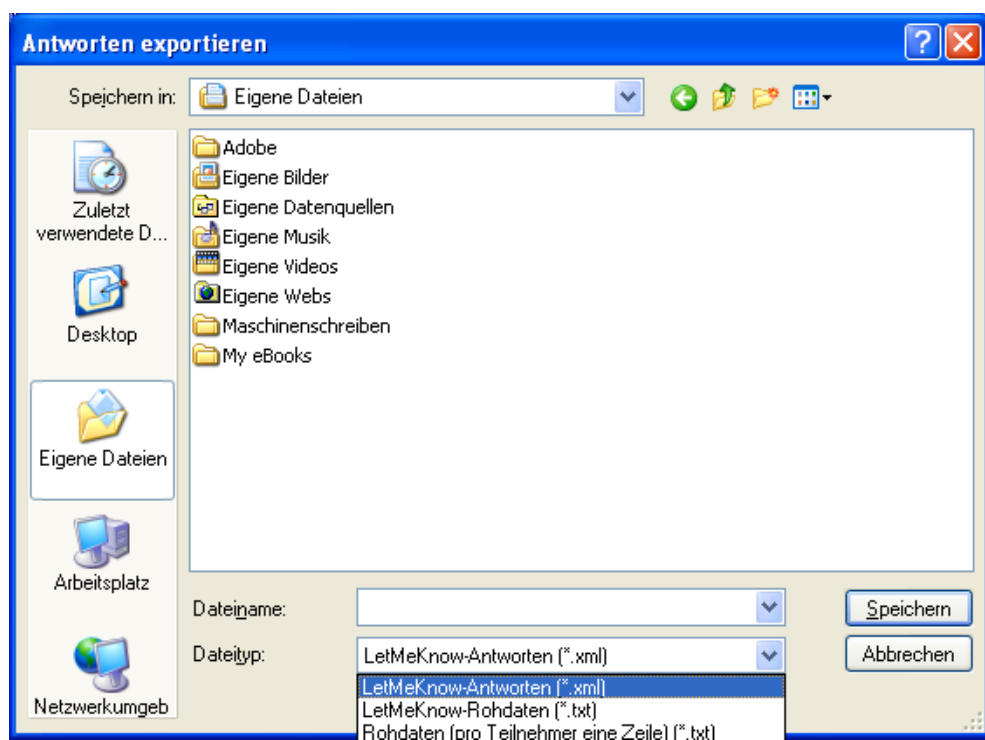 Antworten exportieren
Speichern in:
Eigene Dateien
Zuletzt
verwendete D...
Desktop
Eigene Dateien
Arbeitsplatz
Netzwerkumgeb
Adobe
Eigene Bilder
Eigene Datenquellen
Eigene Musik
Eigene Videos
Eigene Webs
Maschinenschreiben
My eBooks
Dateiname:
Speichern
Dateityp:
LetMeKnow-Antworten (*.xml)
Abbrechen
LetMeKnow-Antworten (*.xml)
LetMeKnow-Rohdaten (*.txt)
Rohdaten (pro Teilnehmer eine Zeile) (*.txt)